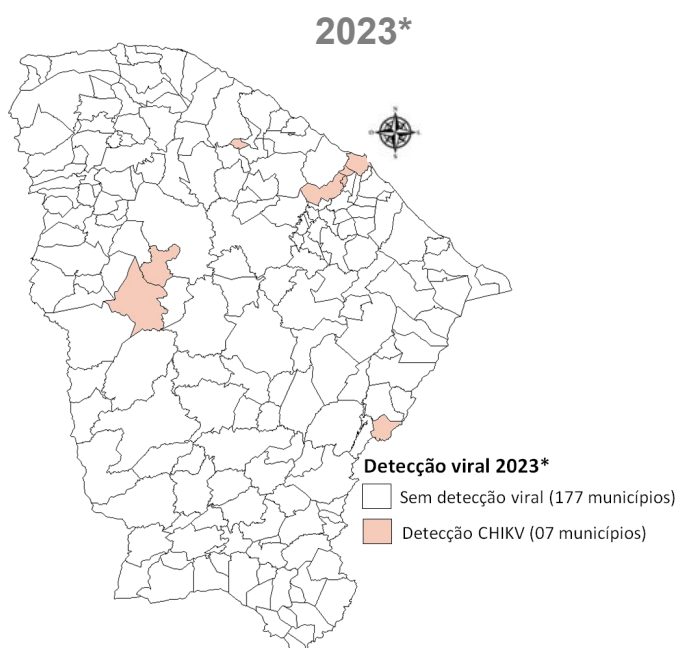 2023*
N
S
Detecção viral 2023*
Sem detecção viral (177 municípios)
Detecção CHIKV (07 municípios)